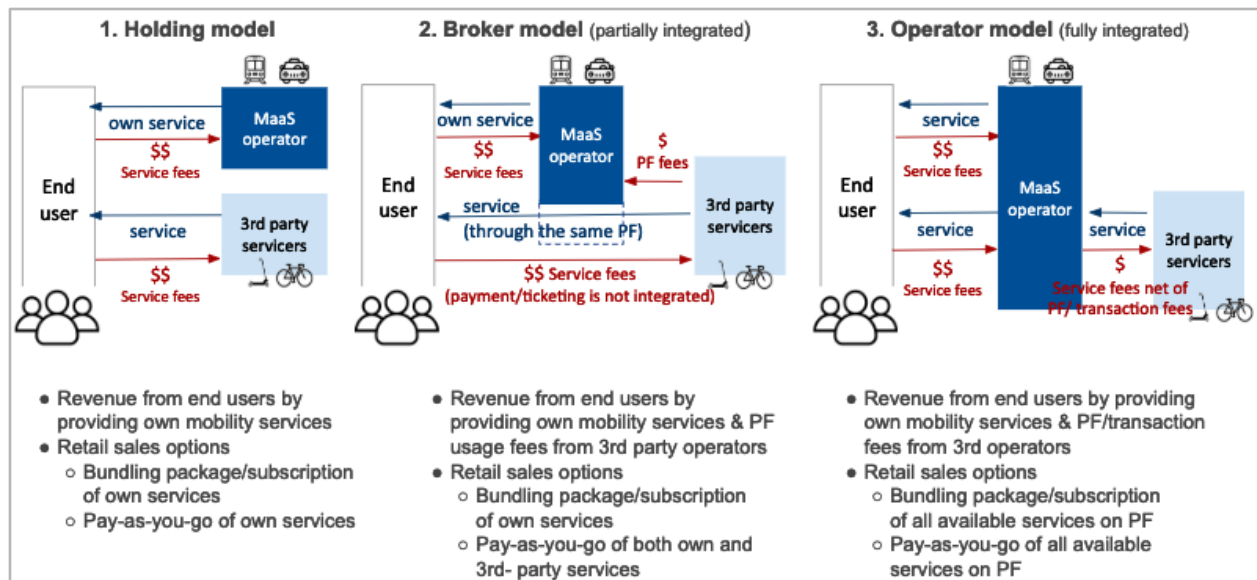 1. Holding model
End
user
own service
$$
Service fees
MaaS
operator
service
$$
Service fees
3rd party
servicers
● Revenue from end users by
providing own mobility services
● Retail sales options
○ Bundling package/subscription
of own services
○ Pay-as-you-go of own services
2. Broker model (partially integrated)
End
user
own service
$$
Service fees
MaaS
operator
$
PF fees
service
(through the same PF)
3rd party
servicers
$$ Service fees
(payment/ticketing is not integrated)
● Revenue from end users by
providing own mobility services & PF
usage fees from 3rd party operators
● Retail sales options
○ Bundling package/subscription
of own services
○ Pay-as-you-go of both own and
3rd- party services
3. Operator model (fully integrated)
End
user
service
$$
Service fees
MaaS
operator
service
$$
Service fees
service
$
Service fees net of
PF/ transaction fees
3rd party
servicers
● Revenue from end users by providing
own mobility services & PF/transaction
fees from 3rd operators
● Retail sales options
○ Bundling package/subscription
of all available services on PF
○ Pay-as-you-go of all available
services on PF